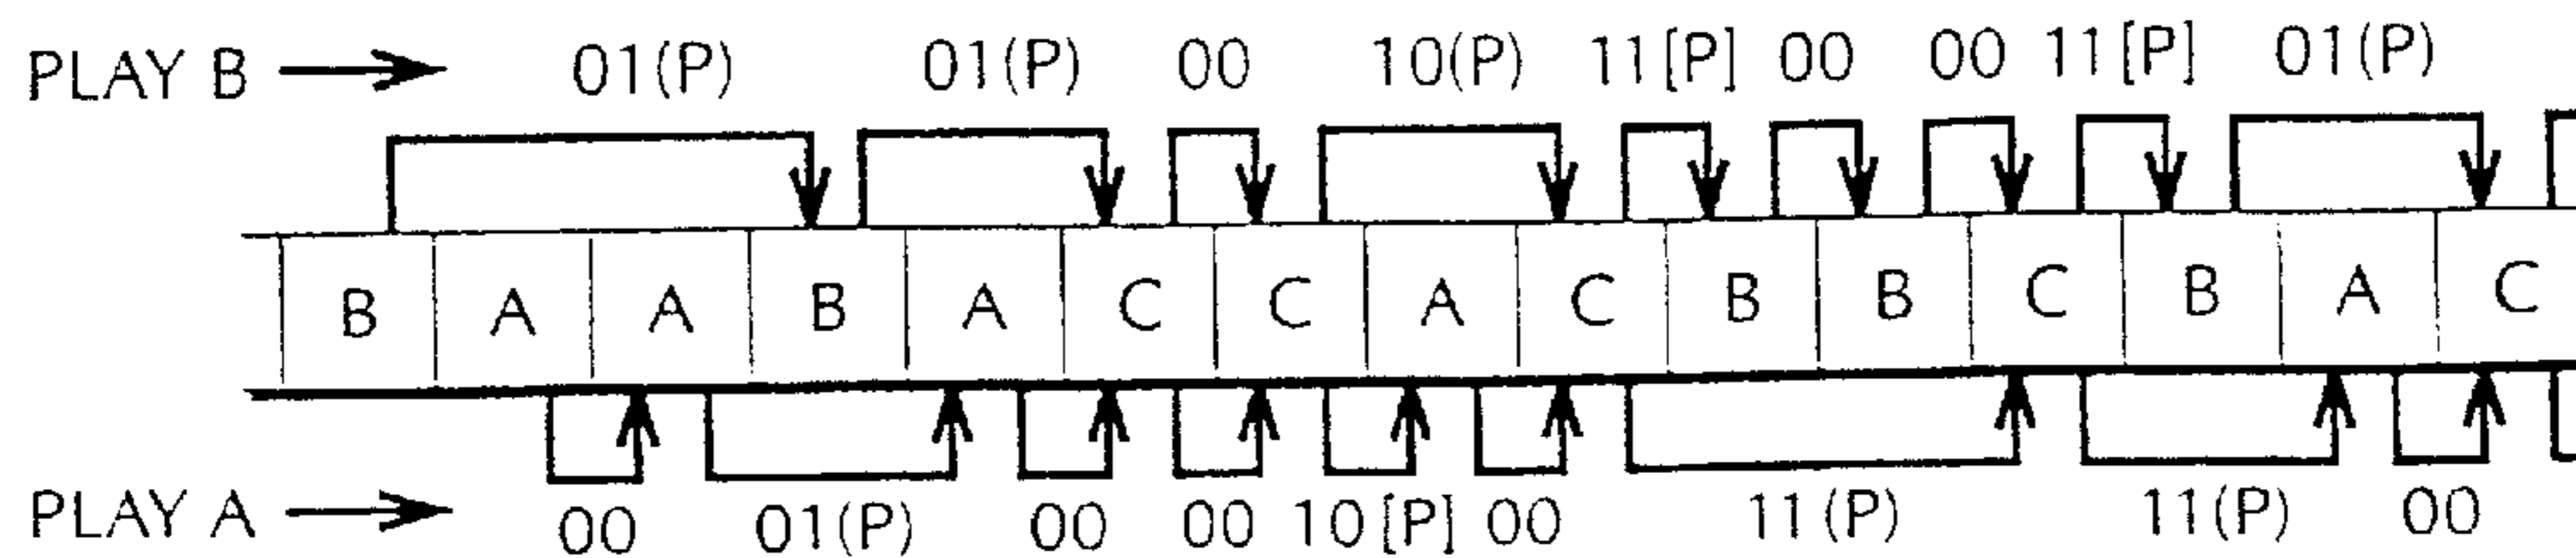 PLAY B 01(P) 01(P) 00 10(P) 11[P] 00 00 11[P] 01(P)
B A A B A C C A C B B C B A C
PLAY A 00 01(P) 00 00 10[P] 00 11(P) 11(P) 00